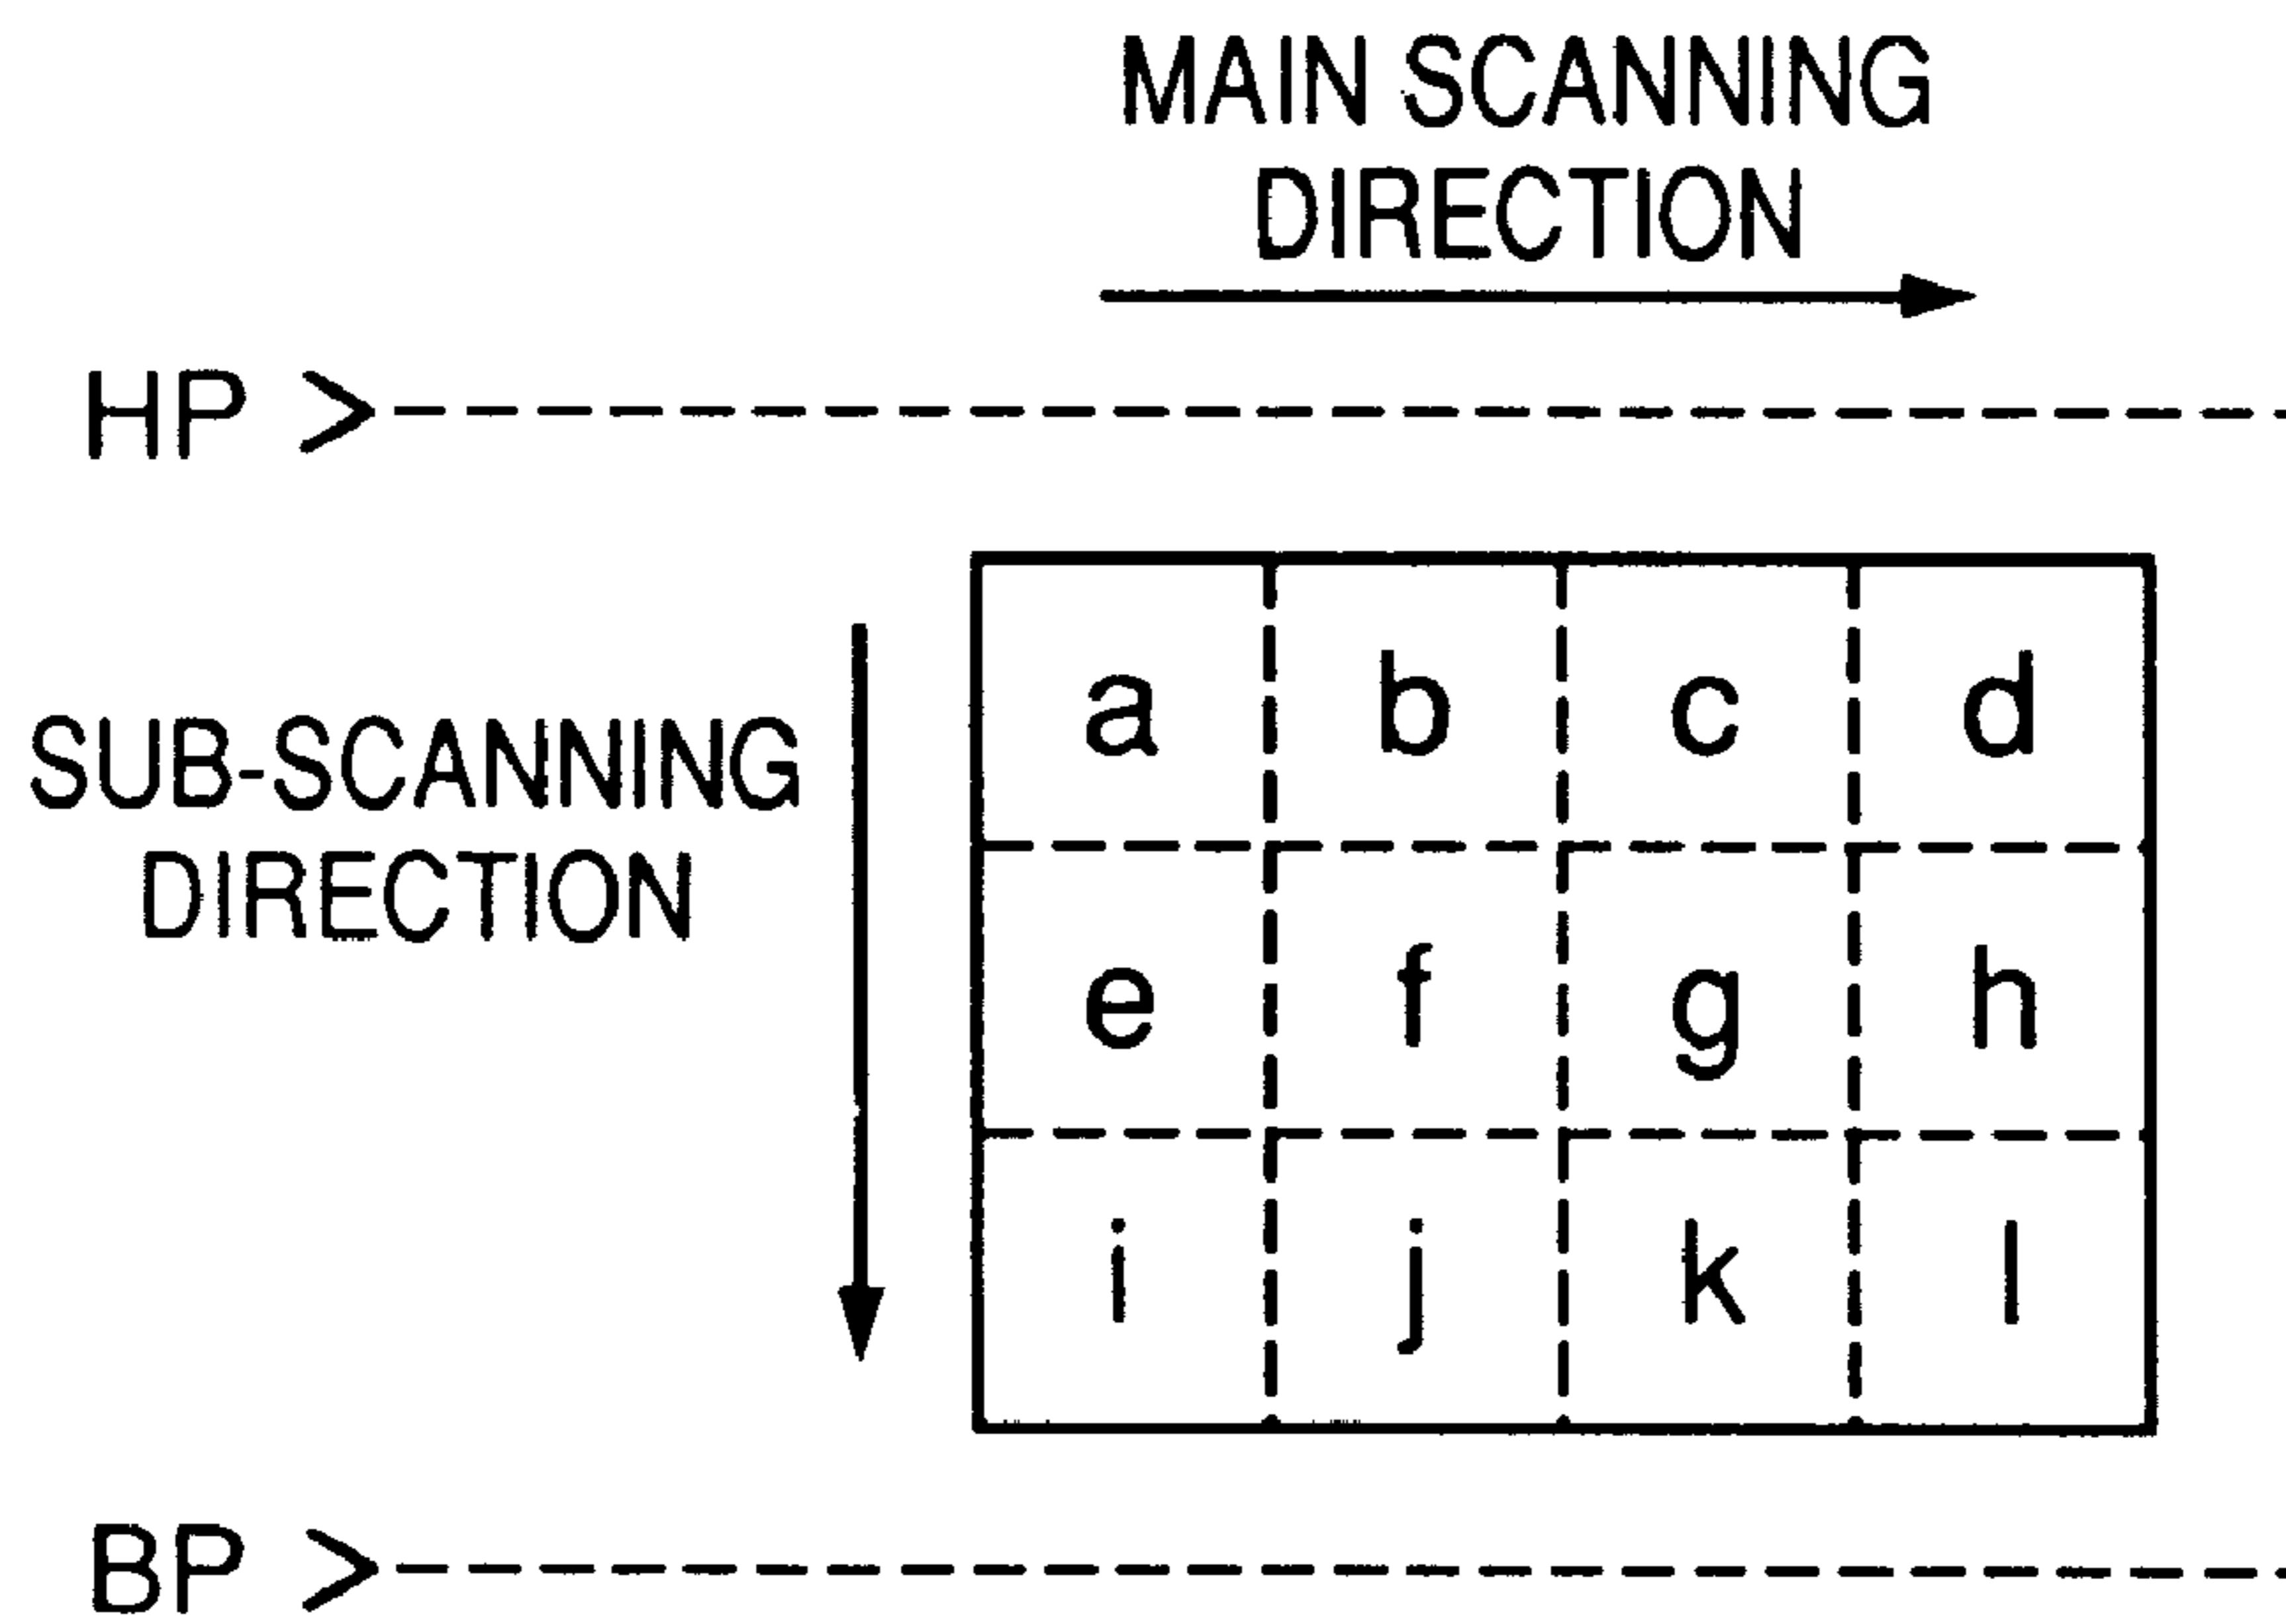 MAIN SCANNING
DIRECTION
HP >
SUB-SCANNING
DIRECTION
a b c d
e f g h
i j k l
BP >